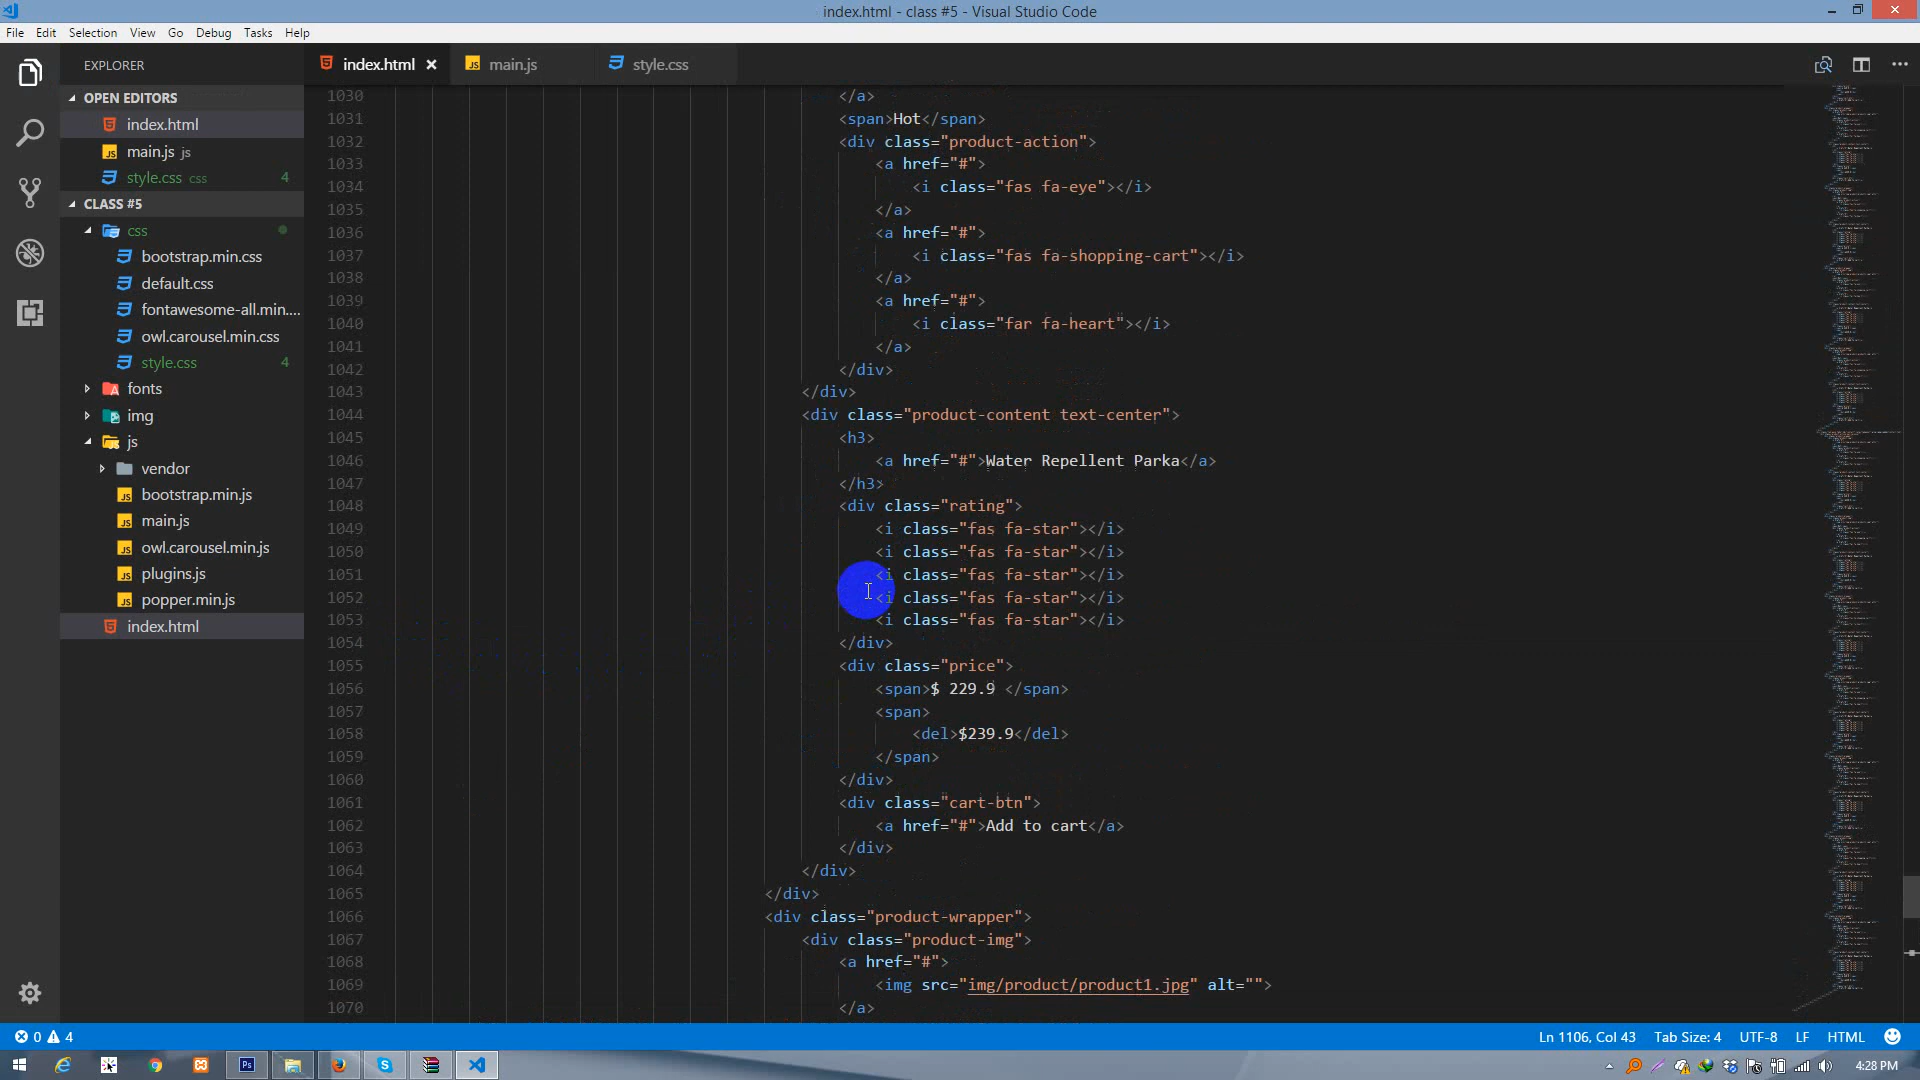 index.html - class #5 - Visual Studio Code
File Edit Selection View Go Debug Tasks Help
EXPLORER
index.html
main.js
style.css
OPEN EDITORS
index.html
main.js js
style.css css 4
CLASS #5
css
bootstrap.min.css
default.css
fontawesome-all.min....
owl.carousel.min.css
style.css 4
fonts
img
js
vendor
bootstrap.min.js
main.js
owl.carousel.min.js
plugins.js
popper.min.js
index.html
1030 </a>
1031 <span>Hot</span>
1032 <div class="product-action">
1033 <a href="#">
1034 <i class="fas fa-eye"></i>
1035 </a>
1036 <a href="#">
1037 <i class="fas fa-shopping-cart"></i>
1038 </a>
1039 <a href="#">
1040 <i class="far fa-heart"></i>
1041 </a>
1042 </div>
1043 </div>
1044 <div class="product-content text-center">
1045 <h3>
1046 <a href="#">Water Repellent Parka</a>
1047 </h3>
1048 <div class="rating">
1049 <i class="fas fa-star"></i>
1050 <i class="fas fa-star"></i>
1051 <i class="fas fa-star"></i>
1052 <i class="fas fa-star"></i>
1053 <i class="fas fa-star"></i>
1054 </div>
1055 <div class="price">
1056 <span>$ 229.9 </span>
1057 <span>
1058 <del>$239.9</del>
1059 </span>
1060 </div>
1061 <div class="cart-btn">
1062 <a href="#">Add to cart</a>
1063 </div>
1064 </div>
1065 </div>
1066 <div class="product-wrapper">
1067 <div class="product-img">
1068 <a href="#">
1069 <img src="img/product/product1.jpg" alt="">
1070 </a>
0 4
Ln 1106, Col 43 Tab Size: 4 UTF-8 LF HTML
4:28 PM